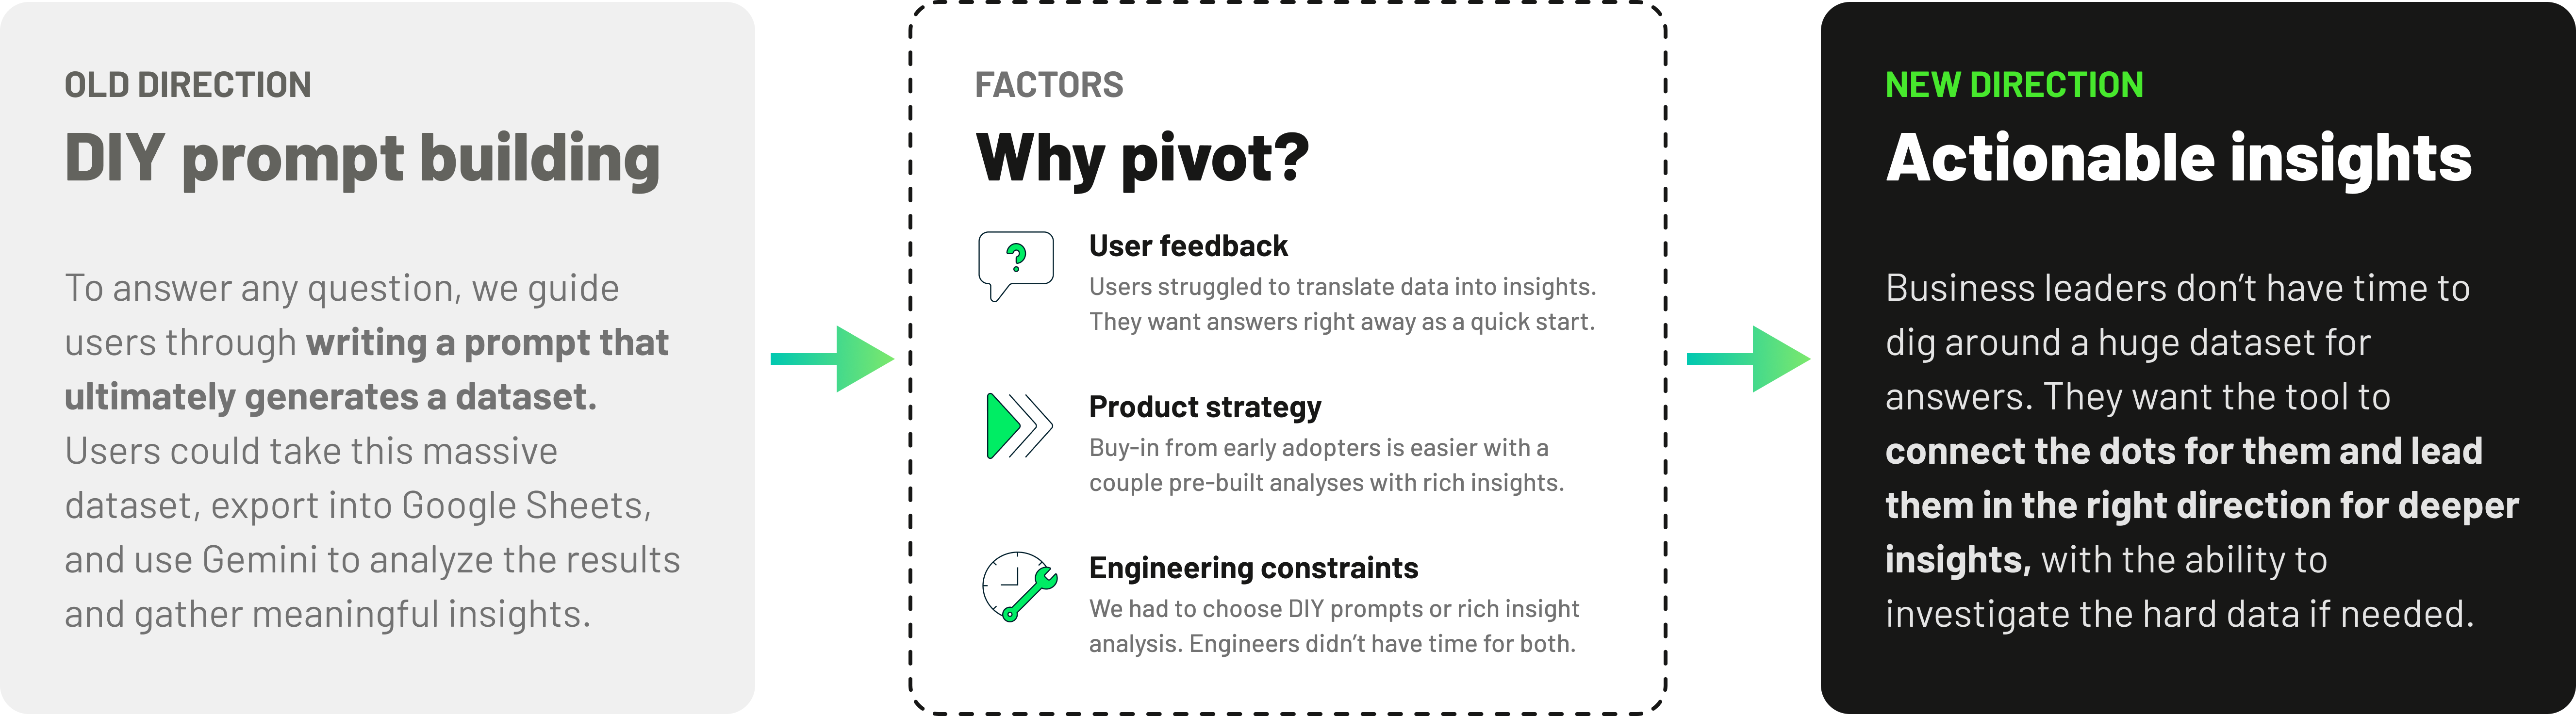 OLD DIRECTION
DIY prompt building
To answer any question, we guide
users through writing a prompt that
ultimately generates a dataset.
Users could take this massive
dataset, export into Google Sheets,
and use Gemini to analyze the results
and gather meaningful insights.
FACTORS
Why pivot?
?
User feedback
Users struggled to translate data into insights.
They want answers right away as a quick start.
Product strategy
Buy-in from early adopters is easier with a
couple pre-built analyses with rich insights.
Engineering constraints
We had to choose DIY prompts or rich insight
analysis. Engineers didn’t have time for both.
NEW DIRECTION
Actionable insights
Business leaders don’t have time to
dig around a huge dataset for
answers. They want the tool to
connect the dots for them and lead
them in the right direction for deeper
insights, with the ability to
investigate the hard data if needed.